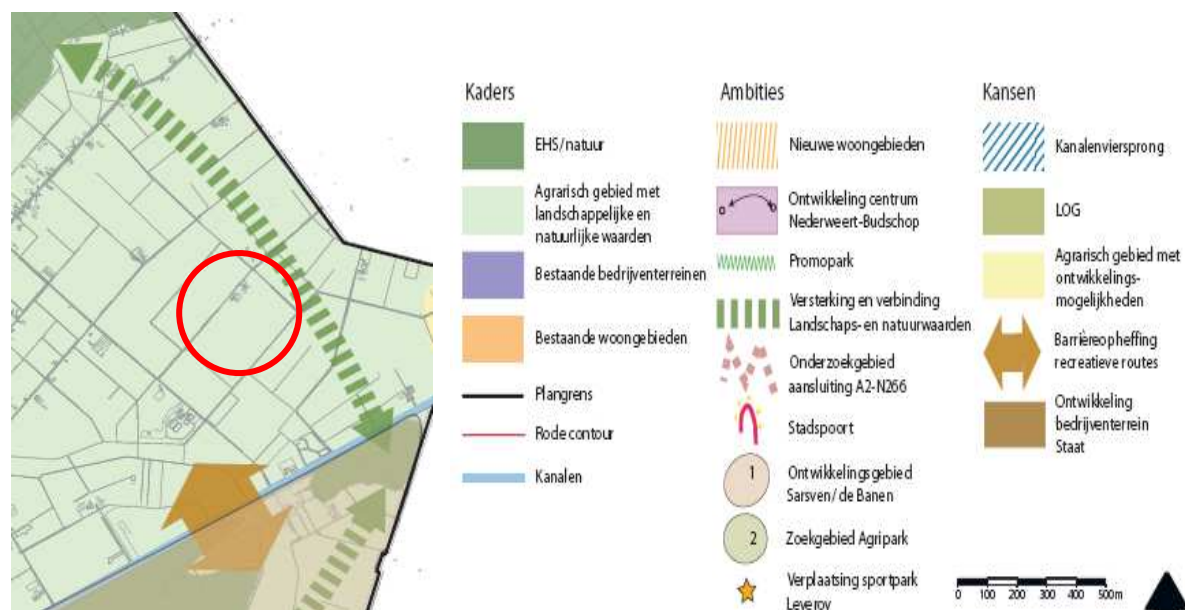 Kaders
EHS/natuur
Agrarisch gebied met
landschappelijke en
natuurlijke waarden
Bestaande bedrijventerreinen
Bestaande woongebieden
Plangrens
Rode contour
Kanalen
Ambities
Nieuwe woongebieden
Ontwikkeling centrum
Nederweert-Budschop
Promopark
Versterking en verbinding
Landschaps- en natuurwaarden
Onderzoekgebied
aansluiting A2-N266
Stadspoort
1
Ontwikkelingsgebied
Sarsven/de Banen
2
Zoekgebied Agripark
Verplaatsing sportpark
Leveroy
Kansen
Kanalenviersprong
LOG
Agrarisch gebied met
ontwikkelings-
mogelijkheden
Barrièreopheffing
recreatieve routes
Ontwikkeling
bedrijventerrein
Staat
0 100 200 300 400 500m